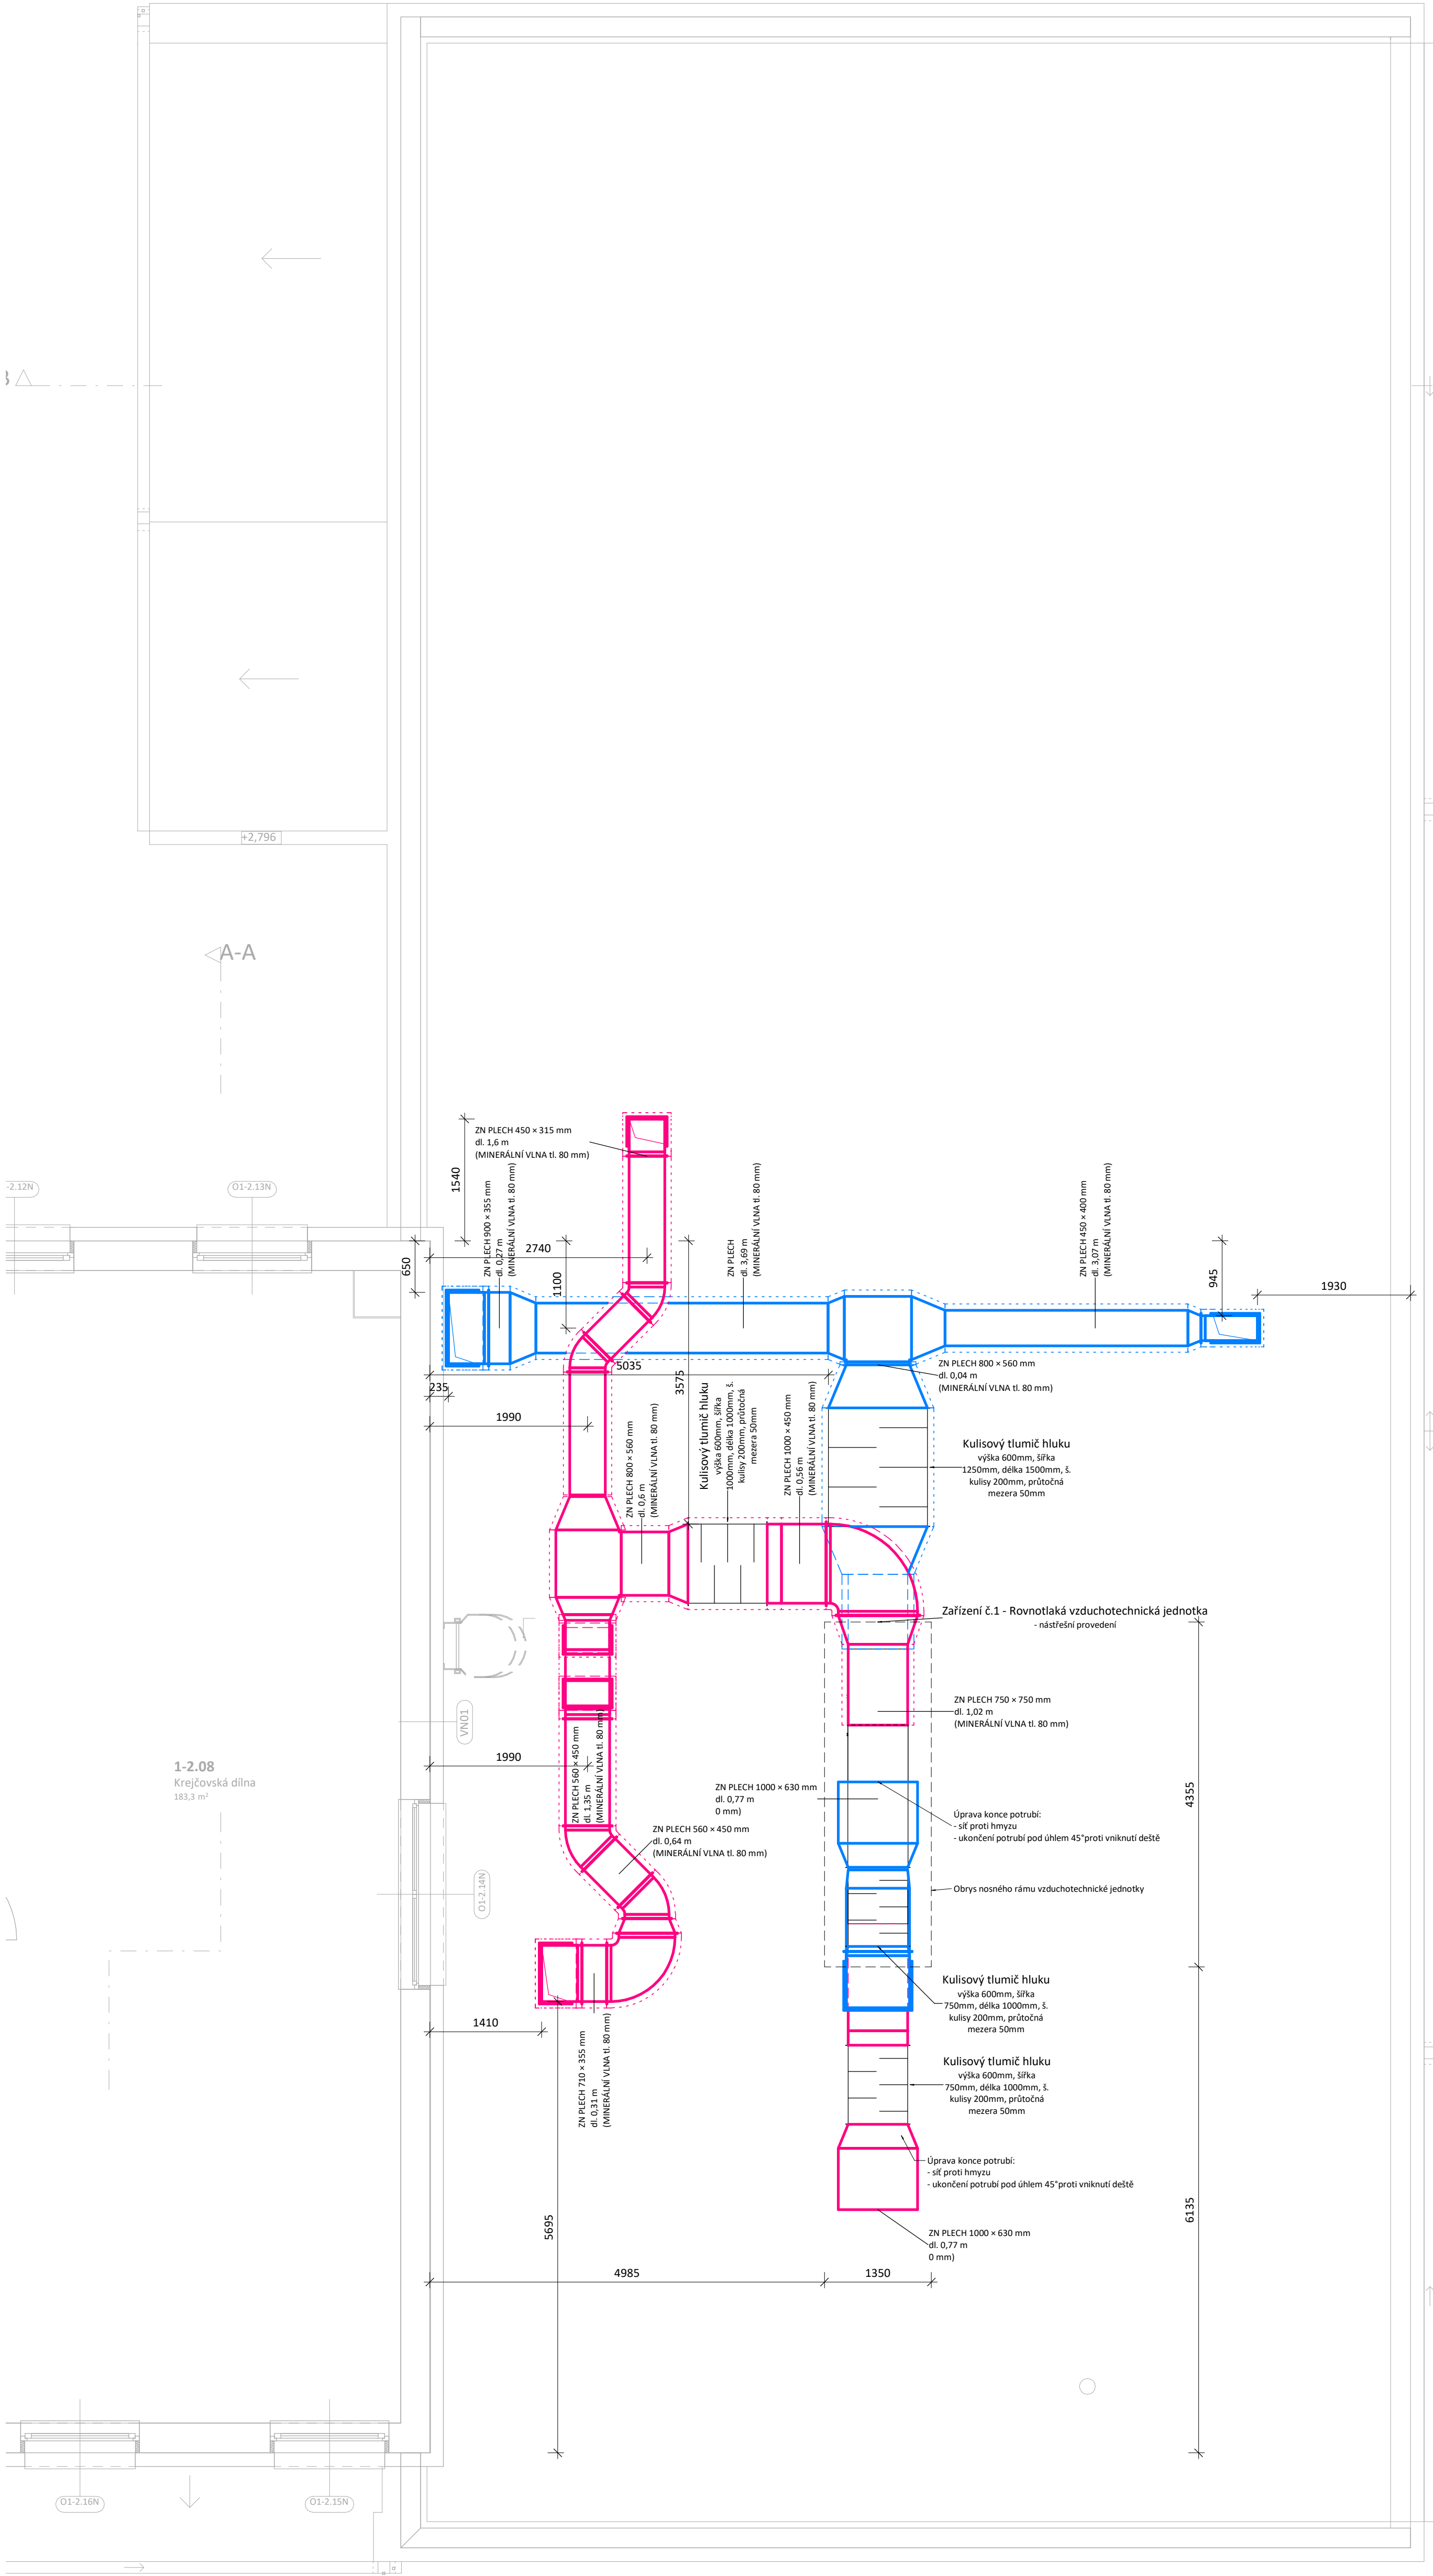 +2,796
A-A
ZN PLECH 450 × 315 mm
dl. 1,6 m
(MINERÁLNÍ VLNA tl. 80 mm)
1540
-2.12N
O1-2.13N
ZN PLECH 900 × 355 mm
dl. 0,27 m
(MINERÁLNÍ VLNA tl. 80 mm)
2740
650
1100
ZN PLECH
dl. 3,69 m
(MINERÁLNÍ VLNA tl. 80 mm)
ZN PLECH 450 × 400 mm
dl. 3,07 m
(MINERÁLNÍ VLNA tl. 80 mm)
945
1930
5035
3575
235
1990
ZN PLECH 800 × 560 mm
dl. 0,04 m
(MINERÁLNÍ VLNA tl. 80 mm)
ZN PLECH 800 × 560 mm
dl. 0,6 m
(MINERÁLNÍ VLNA tl. 80 mm)
Kulisový tlumič hluku
výška 600mm, šířka
1000mm, délka 1000mm, š.
kulisy 200mm, průtočná
mezera 50mm
ZN PLECH 1000 × 450 mm
dl. 0,56 m
(MINERÁLNÍ VLNA tl. 80 mm)
Kulisový tlumič hluku
výška 600mm, šířka
1250mm, délka 1500mm, š.
kulisy 200mm, průtočná
mezera 50mm
Zařízení č.1 - Rovnotlaká vzduchotechnická jednotka
- nástřešní provedení
VN01
ZN PLECH 750 × 750 mm
dl. 1,02 m
(MINERÁLNÍ VLNA tl. 80 mm)
1990
1-2.08
Krejčovská dílna
183,3 m²
ZN PLECH 560 × 450 mm
dl. 1,35 m
(MINERÁLNÍ VLNA tl. 80 mm)
ZN PLECH 1000 × 630 mm
dl. 0,77 m
0 mm)
4355
Úprava konce potrubí:
- síť proti hmyzu
- ukončení potrubí pod úhlem 45°proti vniknutí deště
ZN PLECH 560 × 450 mm
dl. 0,64 m
(MINERÁLNÍ VLNA tl. 80 mm)
O1-2.14N
Obrys nosného rámu vzduchotechnické jednotky
Kulisový tlumič hluku
výška 600mm, šířka
750mm, délka 1000mm, š.
kulisy 200mm, průtočná
mezera 50mm
1410
ZN PLECH 710 × 355 mm
dl. 0,31 m
(MINERÁLNÍ VLNA tl. 80 mm)
Kulisový tlumič hluku
výška 600mm, šířka
750mm, délka 1000mm, š.
kulisy 200mm, průtočná
mezera 50mm
Úprava konce potrubí:
- síť proti hmyzu
- ukončení potrubí pod úhlem 45°proti vniknutí deště
5695
6135
ZN PLECH 1000 × 630 mm
dl. 0,77 m
0 mm)
4985
1350
O1-2.16N
O1-2.15N